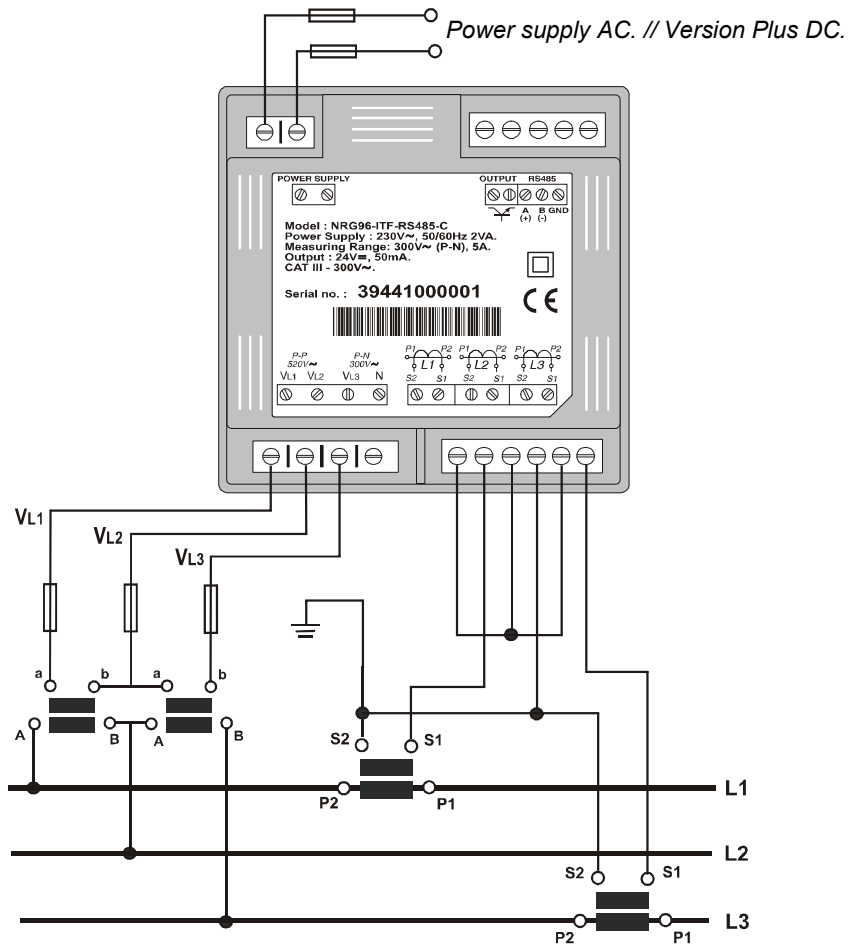 Power supply AC. // Version Plus DC.
POWER SUPPLY
OUTPUT RS485
A B GND
(+) (-)
Model : NRG96-ITF-RS485-C
Power Supply : 230V~, 50/60Hz 2VA.
Measuring Range: 300V~ (P-N), 5A.
Output : 24V⎓, 50mA.
CAT III - 300V~.
Serial no. : 39441000001
CE
P-P P-N
520V~ 300V~
P1 P2 P1 P2 P1 P2
L1 L2 L3
VL1 VL2 VL3 N
S2 S1 S2 S1 S2 S1
VL1
VL2
VL3
a b a b
A B A B
S2 S1
P2 P1
L1
L2
S2 S1
P2 P1
L3